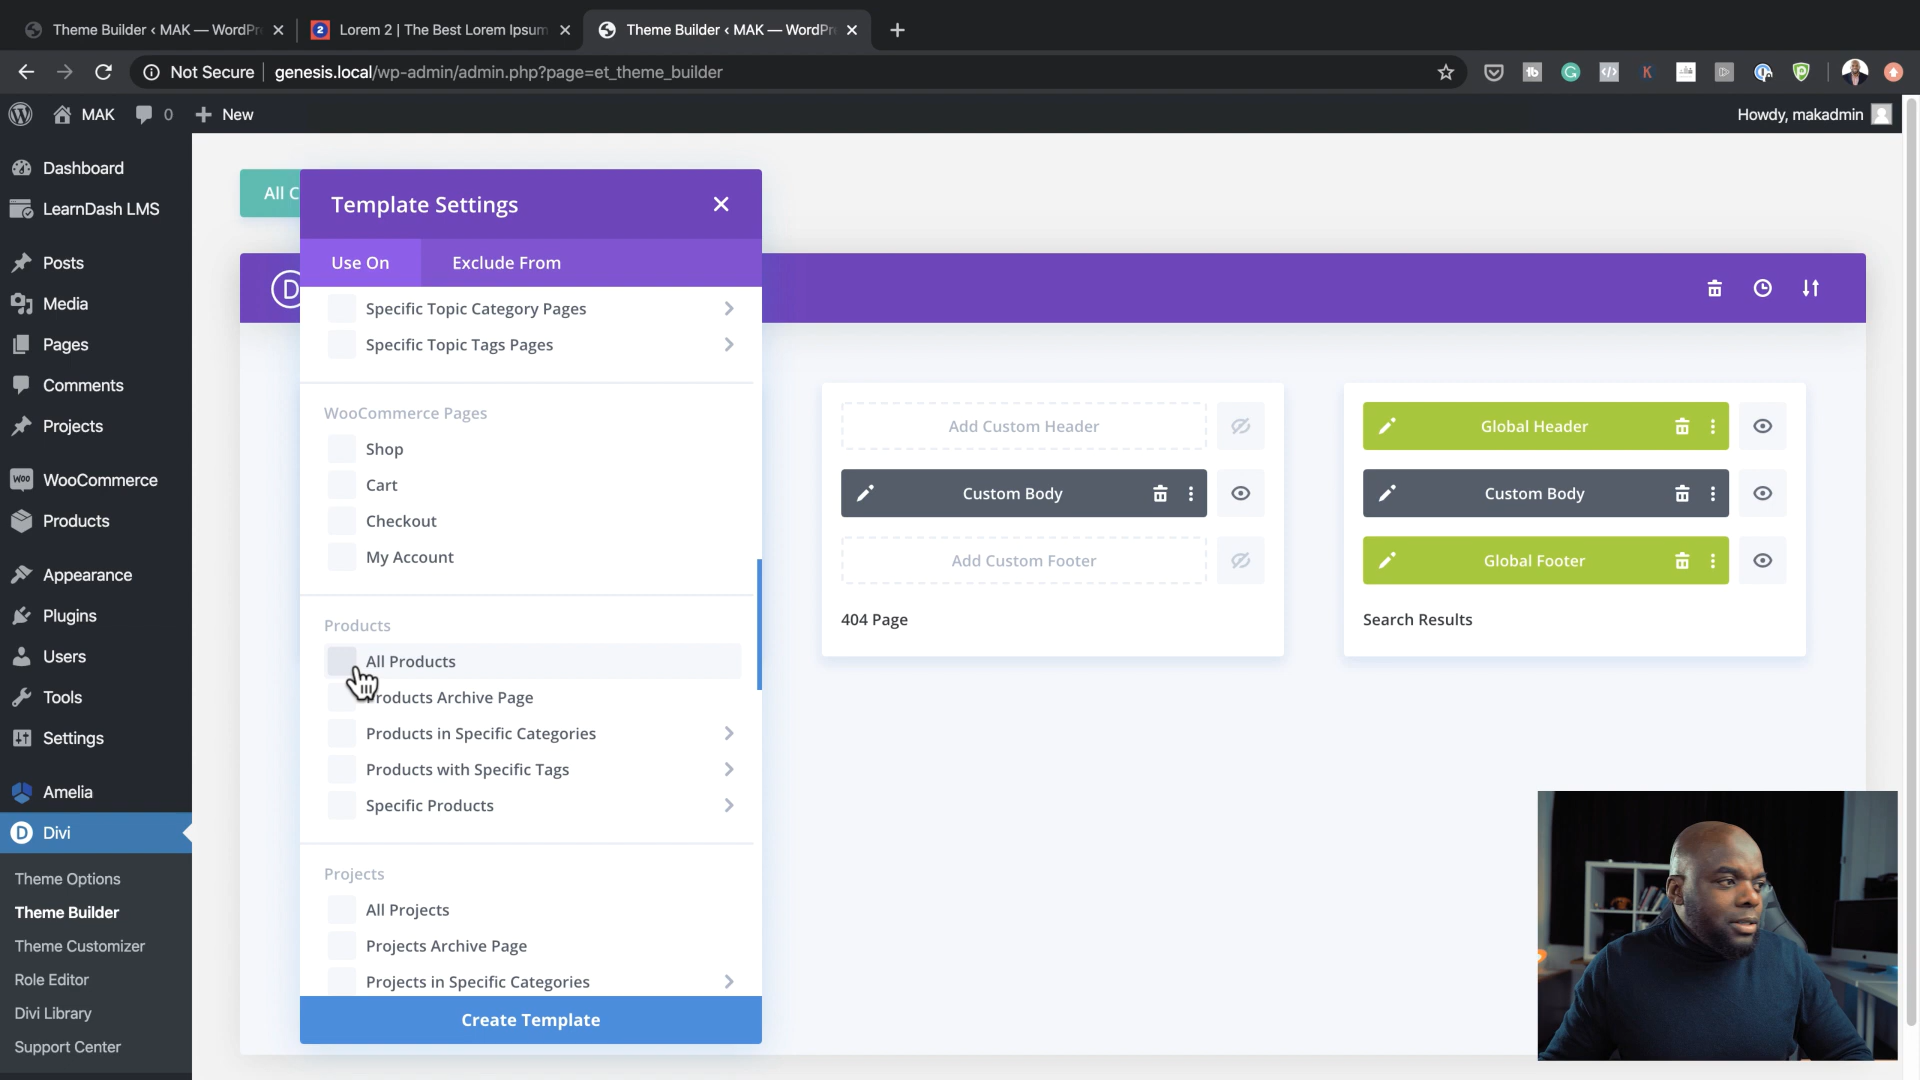 Theme Builder ‹ MAK — WordPr
Lorem 2 | The Best Lorem Ipsum
Theme Builder ‹ MAK — WordPr
Not Secure
genesis.local/wp-admin/admin.php?page=et_theme_builder
MAK
0
New
Howdy, makadmin
Dashboard
LearnDash LMS
Posts
Media
Pages
Comments
Projects
WooCommerce
Products
Appearance
Plugins
Users
Tools
Settings
Amelia
Divi
Theme Options
Theme Builder
Theme Customizer
Role Editor
Divi Library
Support Center
All C
Template Settings
Use On
Exclude From
Specific Topic Category Pages
Specific Topic Tags Pages
WooCommerce Pages
Shop
Cart
Checkout
My Account
Products
All Products
Products Archive Page
Products in Specific Categories
Products with Specific Tags
Specific Products
Projects
All Projects
Projects Archive Page
Projects in Specific Categories
Create Template
Add Custom Header
Custom Body
Add Custom Footer
404 Page
Global Header
Custom Body
Global Footer
Search Results